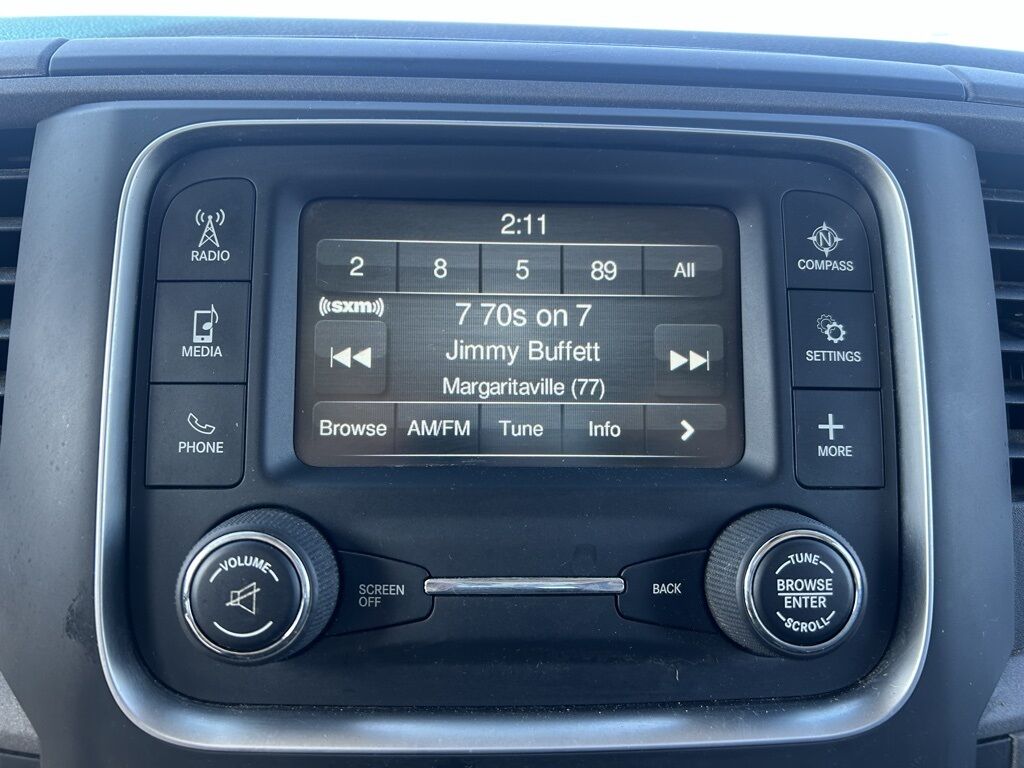 2:11
2 8 5 89 All
((sxm))
7 70s on 7
Jimmy Buffett
Margaritaville (77)
Browse AM/FM Tune Info
RADIO
MEDIA
PHONE
N
COMPASS
SETTINGS
MORE
VOLUME
SCREEN
OFF
BACK
TUNE
BROWSE
ENTER
SCROLL